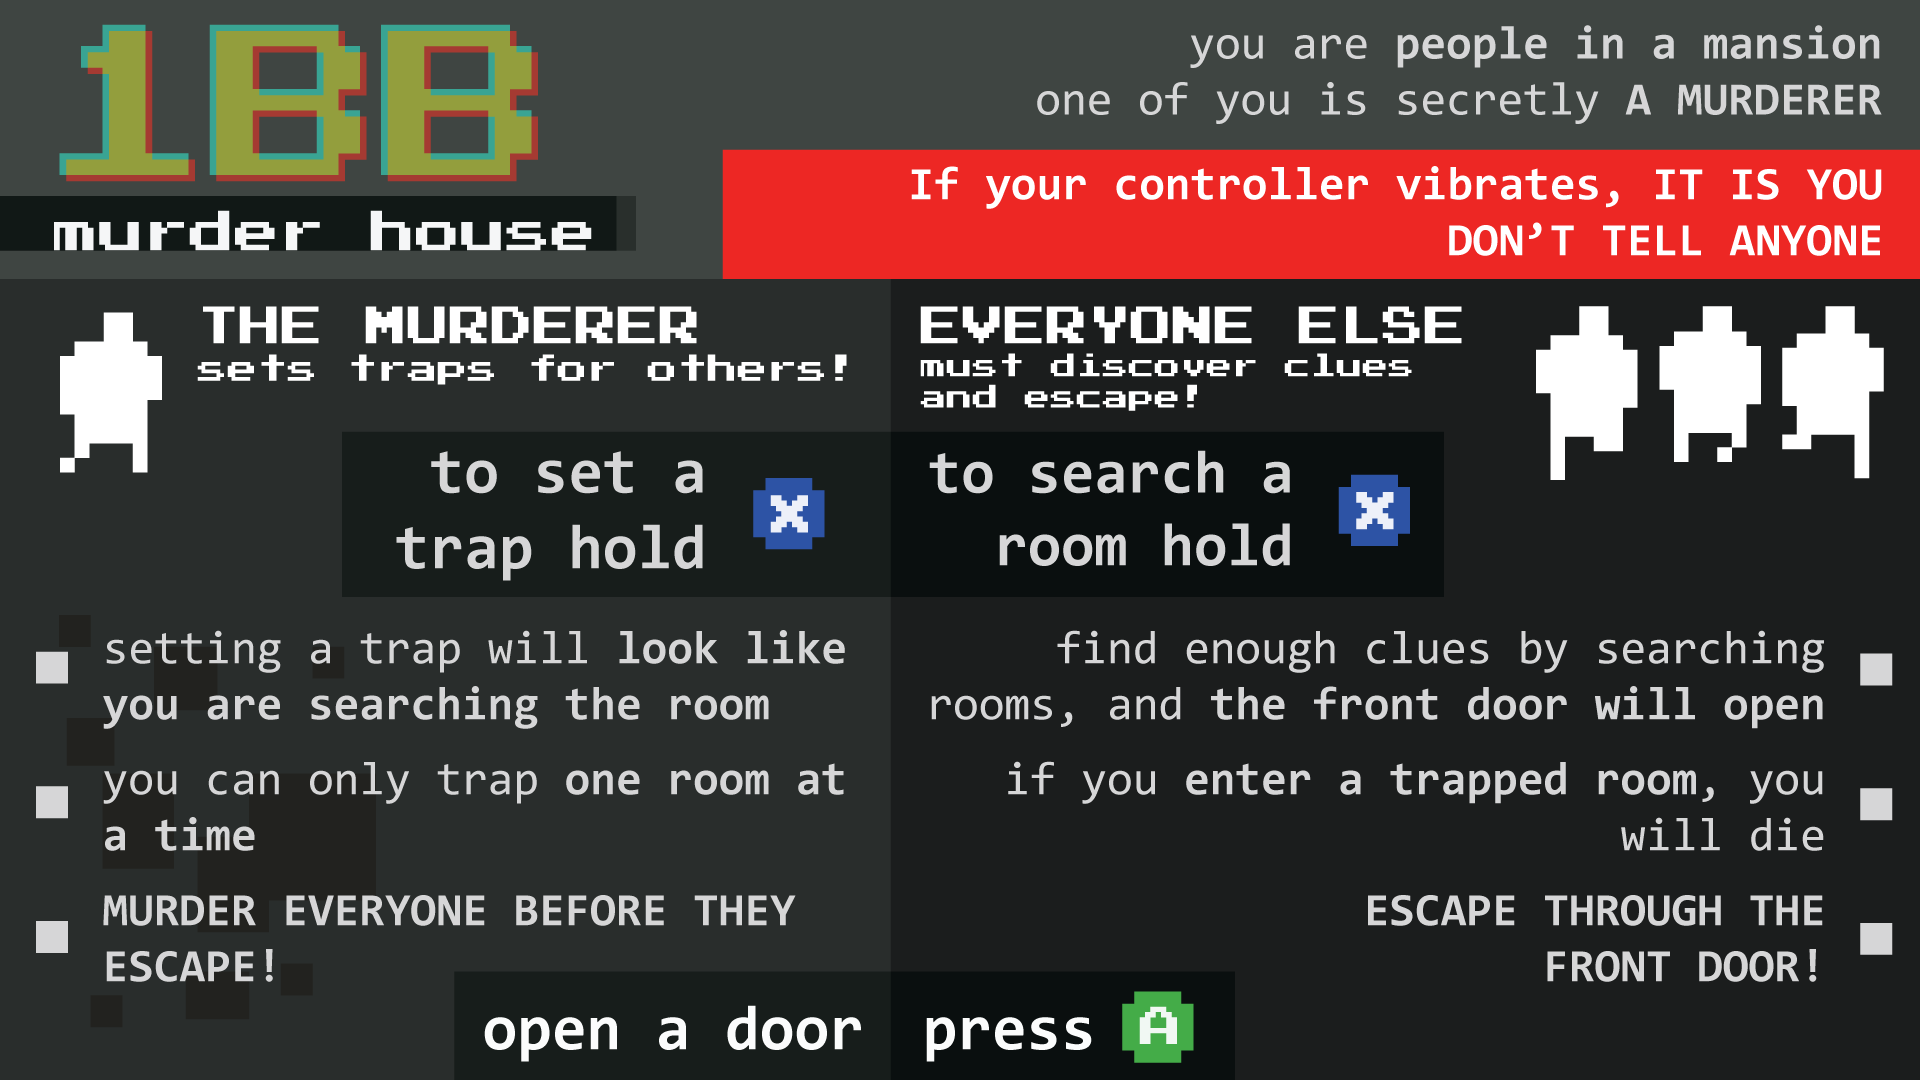 1BB
murder house
you are people in a mansion
one of you is secretly A MURDERER
If your controller vibrates, IT IS YOU
DON’T TELL ANYONE
THE MURDERER
sets traps for others!
to set a
trap hold X
setting a trap will look like
you are searching the room
you can only trap one room at
a time
MURDER EVERYONE BEFORE THEY
ESCAPE!
EVERYONE ELSE
must discover clues
and escape!
to search a
room hold X
find enough clues by searching
rooms, and the front door will open
if you enter a trapped room, you
will die
ESCAPE THROUGH THE
FRONT DOOR!
open a door press A